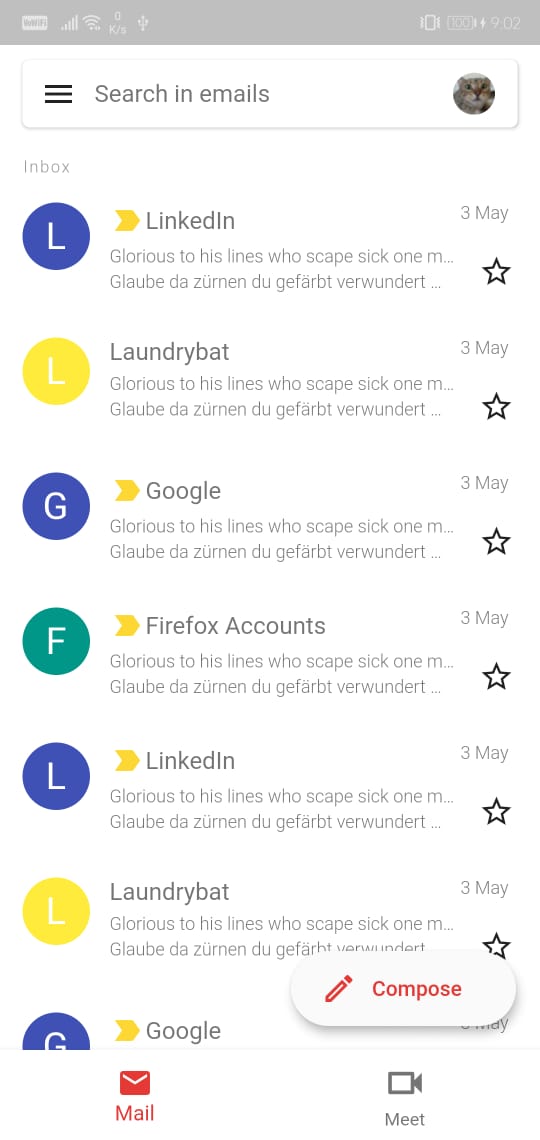 VoWiFi 0 K/s 100 9:02
Search in emails
Inbox
L LinkedIn 3 May
Glorious to his lines who scape sick one m...
Glaube da zürnen du gefärbt verwundert ...
L Laundrybat 3 May
Glorious to his lines who scape sick one m...
Glaube da zürnen du gefärbt verwundert ...
G Google 3 May
Glorious to his lines who scape sick one m...
Glaube da zürnen du gefärbt verwundert ...
F Firefox Accounts 3 May
Glorious to his lines who scape sick one m...
Glaube da zürnen du gefärbt verwundert ...
L LinkedIn 3 May
Glorious to his lines who scape sick one m...
Glaube da zürnen du gefärbt verwundert ...
L Laundrybat 3 May
Glorious to his lines who scape sick one m...
Glaube da zürnen du gefärbt verwundert
Compose
G Google 3 May
Mail Meet